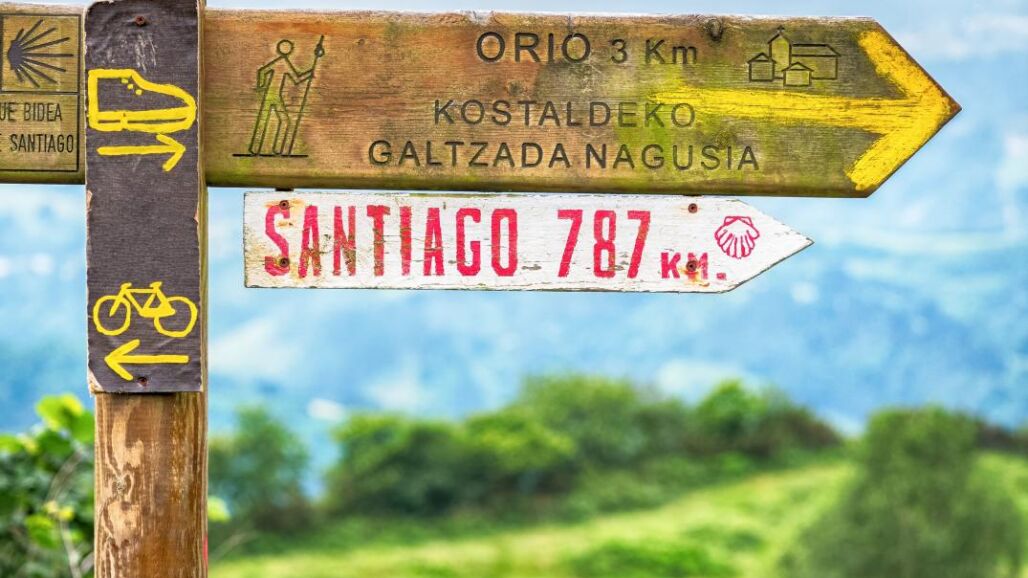 UE BIDEA
E SANTIAGO
ORIO 3 Km
KOSTALDEKO
GALTZADA NAGUSIA
SANTIAGO 787 KM.